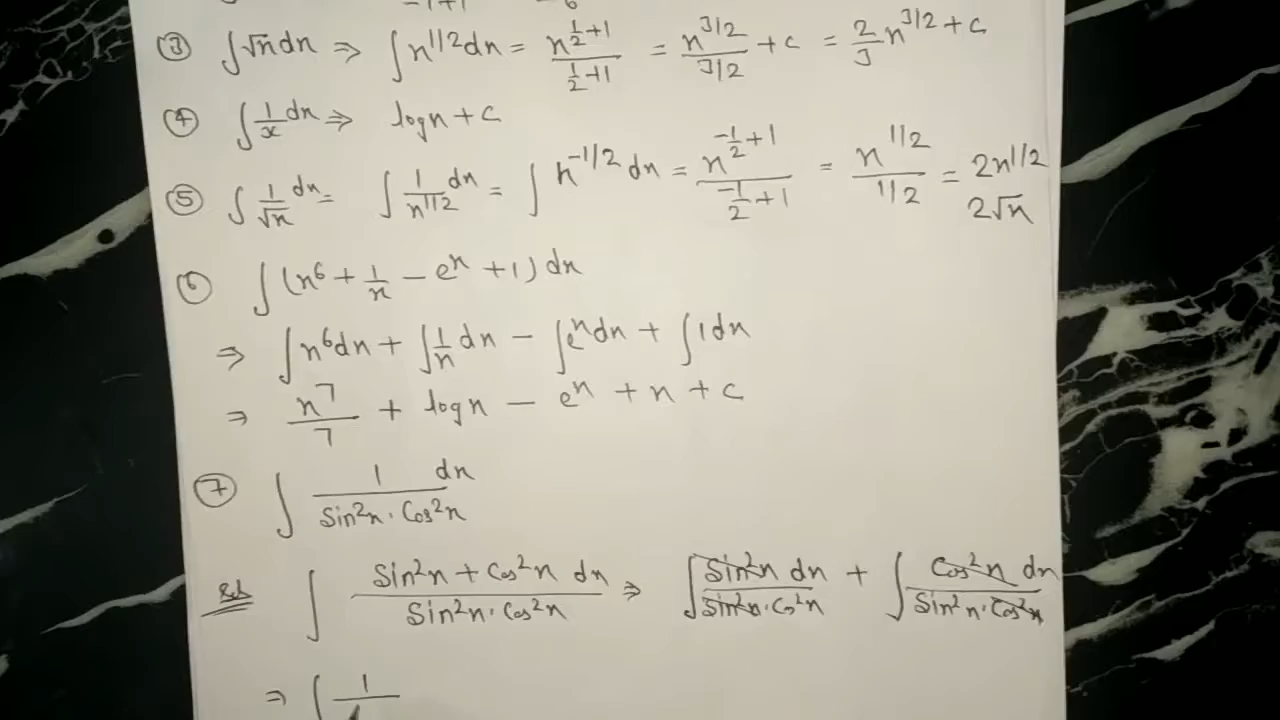 -1+1 -6
③ ∫√n dn ⇒ ∫n^1/2 dn = n^(1/2+1)/(1/2+1) = n^3/2/(3/2) + c = 2/3 n^3/2 + c
④ ∫1/x dn ⇒ log n + c
⑤ ∫1/√n dn = ∫1/n^1/2 dn = ∫n^-1/2 dn = n^(-1/2+1)/(-1/2+1) = n^1/2/(1/2) = 2n^1/2
2√n
⑥ ∫(n^6 + 1/n - e^n + 1) dn
⇒ ∫n^6 dn + ∫1/n dn - ∫e^n dn + ∫1 dn
⇒ n^7/7 + log n - e^n + n + c
⑦ ∫ 1 dn/(Sin²n · Cos²n)
Sol ∫ (Sin²n + Cos²n dn)/(Sin²n · Cos²n) ⇒ ∫ Sin²n dn/(Sin²n · Cos²n) + ∫ Cos²n dn/(Sin²n · Cos²n)
⇒ ∫ 1/